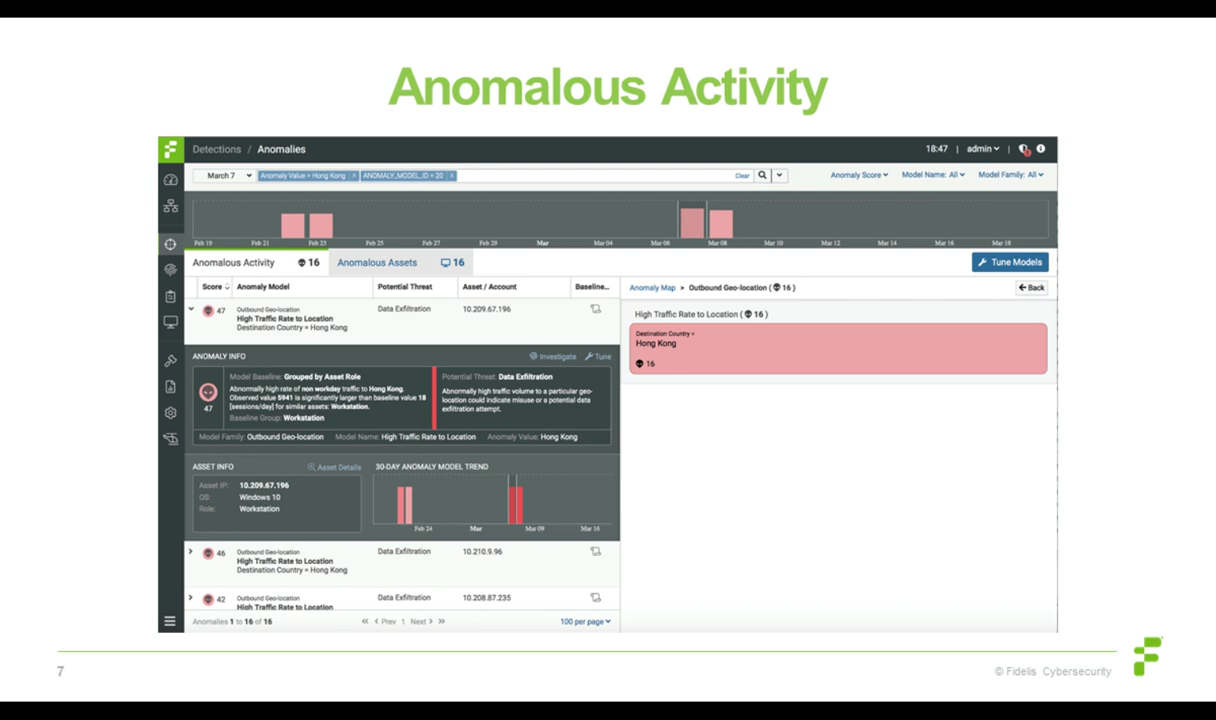 Anomalous Activity
Detections / Anomalies
18:47 | admin |
March 7
Anomaly Value = Hong Kong | × ANOMALY_MODEL_ID = 20 | ×
Clear
Anomaly Score
Model Name: All
Model Family: All
Feb 19 Feb 21 Feb 23 Feb 25 Feb 27 Feb 29 Mar Mar 04 Mar 06 Mar 08 Mar 10 Mar 12 Mar 14 Mar 16 Mar 18
Anomalous Activity 16
Anomalous Assets 16
Tune Models
Score Anomaly Model Potential Threat Asset / Account Baseline...
47
Outbound Geo-location
High Traffic Rate to Location
Destination Country = Hong Kong
Data Exfiltration
10.209.67.196
ANOMALY INFO
Investigate
Tune
47
Model Baseline: Grouped by Asset Role
Abnormally high rate of non workday traffic to Hong Kong.
Observed value 5941 is significantly larger than baseline value 18
[sessions/day] for similar assets: Workstation.
Baseline Group: Workstation
Potential Threat: Data Exfiltration
Abnormally high traffic volume to a particular geo-
location could indicate misuse or a potential data
exfiltration attempt.
Model Family: Outbound Geo-location Model Name: High Traffic Rate to Location Anomaly Value: Hong Kong
ASSET INFO
Asset Details
Asset IP: 10.209.67.196
OS: Windows 10
Role: Workstation
30-DAY ANOMALY MODEL TREND
Feb 24 Mar Mar 09 Mar 16
46
Outbound Geo-location
High Traffic Rate to Location
Destination Country = Hong Kong
Data Exfiltration
10.210.9.96
42
Outbound Geo-location
High Traffic Rate to Location
Data Exfiltration
10.208.87.235
Anomalies 1 to 16 of 16
Prev 1 Next
100 per page
Anomaly Map > Outbound Geo-location ( 16 )
Back
High Traffic Rate to Location ( 16 )
Destination Country =
Hong Kong
16
7
© Fidelis Cybersecurity